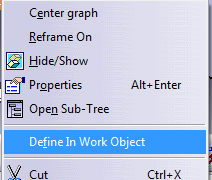 Center graph
Reframe On
Hide/Show
Properties Alt+Enter
Open Sub-Tree
Define In Work Object
Cut Ctrl+X